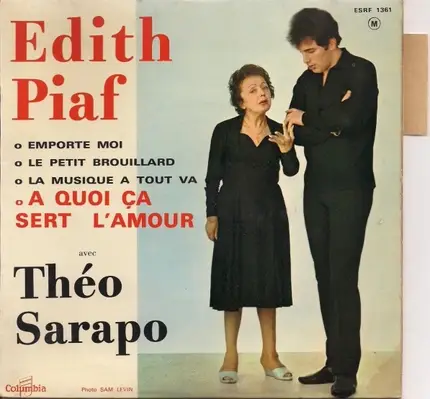 ESRF 1361
M
Edith
Piaf
o EMPORTE MOI
o LE PETIT BROUILLARD
o LA MUSIQUE A TOUT VA
o A QUOI ÇA
SERT L'AMOUR
avec
Théo
Sarapo
Columbia
Photo SAM LEVIN